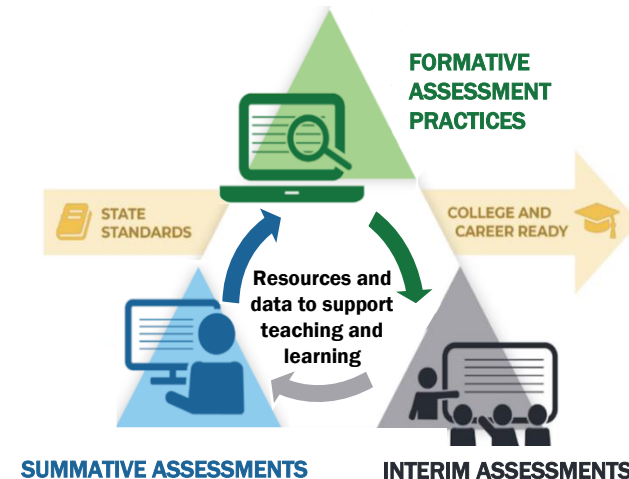 FORMATIVE
ASSESSMENT
PRACTICES
STATE
STANDARDS
COLLEGE AND
CAREER READY
Resources and
data to support
teaching and
learning
SUMMATIVE ASSESSMENTS
INTERIM ASSESSMENTS